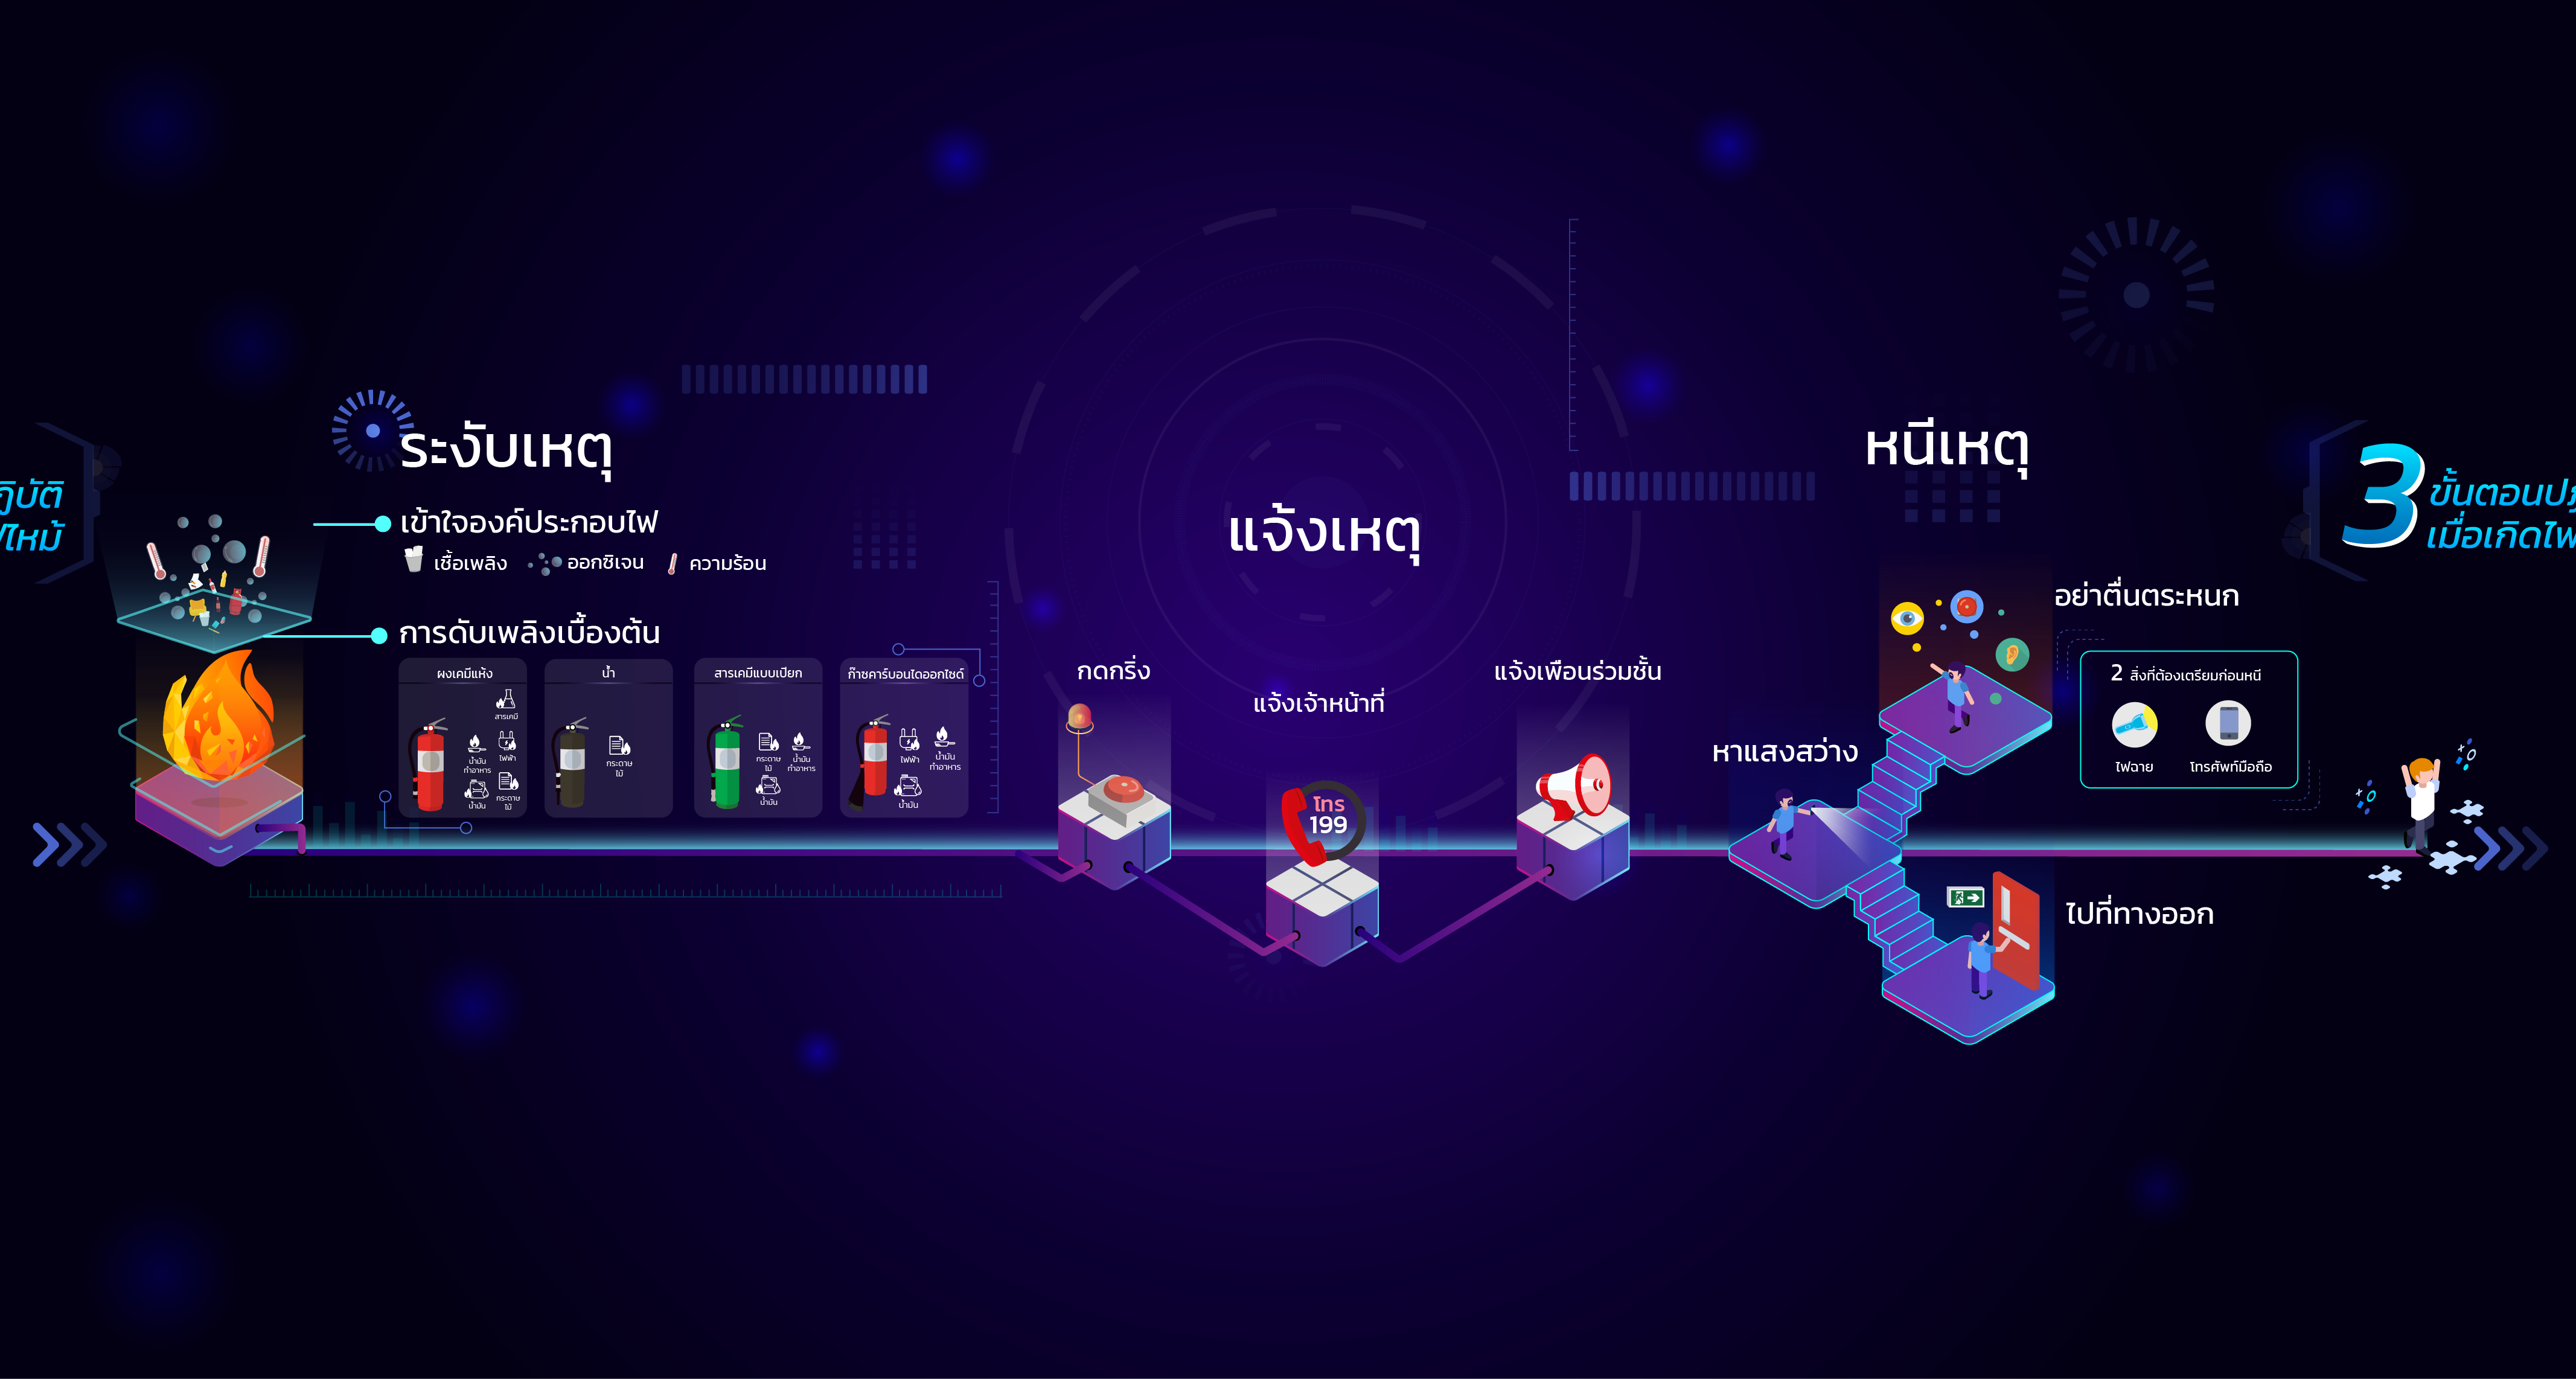 ระงับเหตุ
เข้าใจองค์ประกอบไฟ
เชื้อเพลิง ออกซิเจน ความร้อน
การดับเพลิงเบื้องต้น
ผงเคมีแห้ง
สารเคมี
น้ำมัน
ทำอาหาร
ไฟฟ้า
น้ำมัน
กระดาษ
ไม้
น้ำ
กระดาษ
ไม้
สารเคมีแบบเปียก
กระดาษ
ไม้
น้ำมัน
ทำอาหาร
น้ำมัน
ก๊าซคาร์บอนไดออกไซด์
ไฟฟ้า
น้ำมัน
ทำอาหาร
น้ำมัน
แจ้งเหตุ
กดกริ่ง
แจ้งเจ้าหน้าที่
โทร
199
แจ้งเพื่อนร่วมชั้น
หนีเหตุ
อย่าตื่นตระหนก
2 สิ่งที่ต้องเตรียมก่อนหนี
ไฟฉาย โทรศัพท์มือถือ
หาแสงสว่าง
ไปที่ทางออก
3 ขั้นตอนปฏิ
เมื่อเกิดไฟ
บัติ
ไหม้